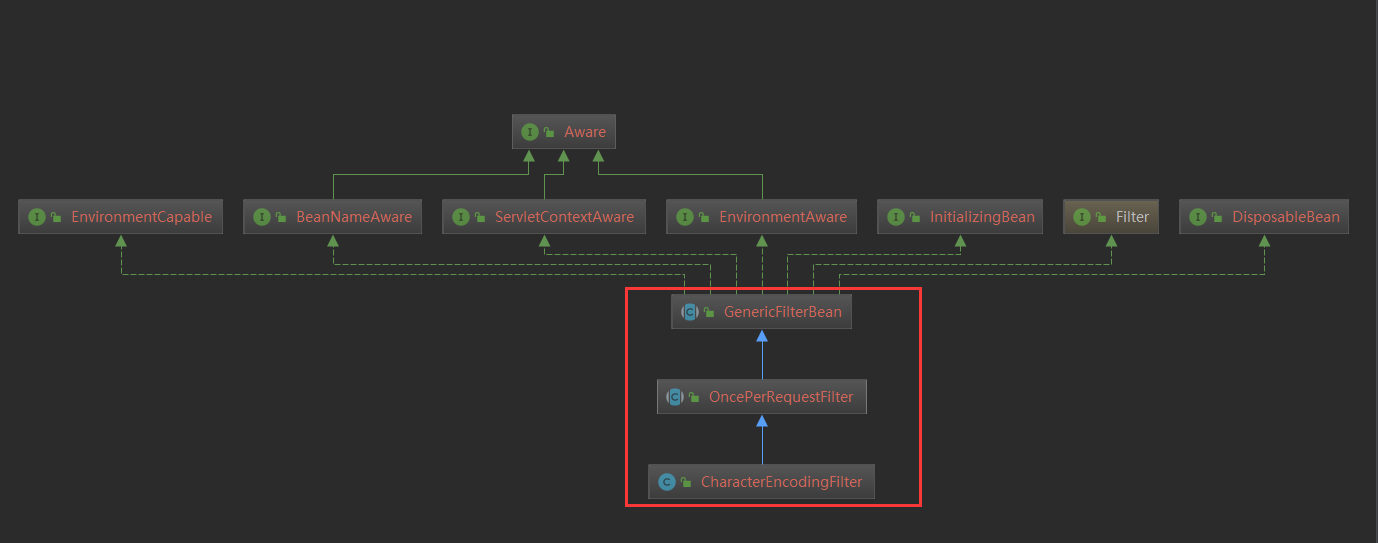 Aware
EnvironmentCapable
BeanNameAware
ServletContextAware
EnvironmentAware
InitializingBean
Filter
DisposableBean
GenericFilterBean
OncePerRequestFilter
CharacterEncodingFilter